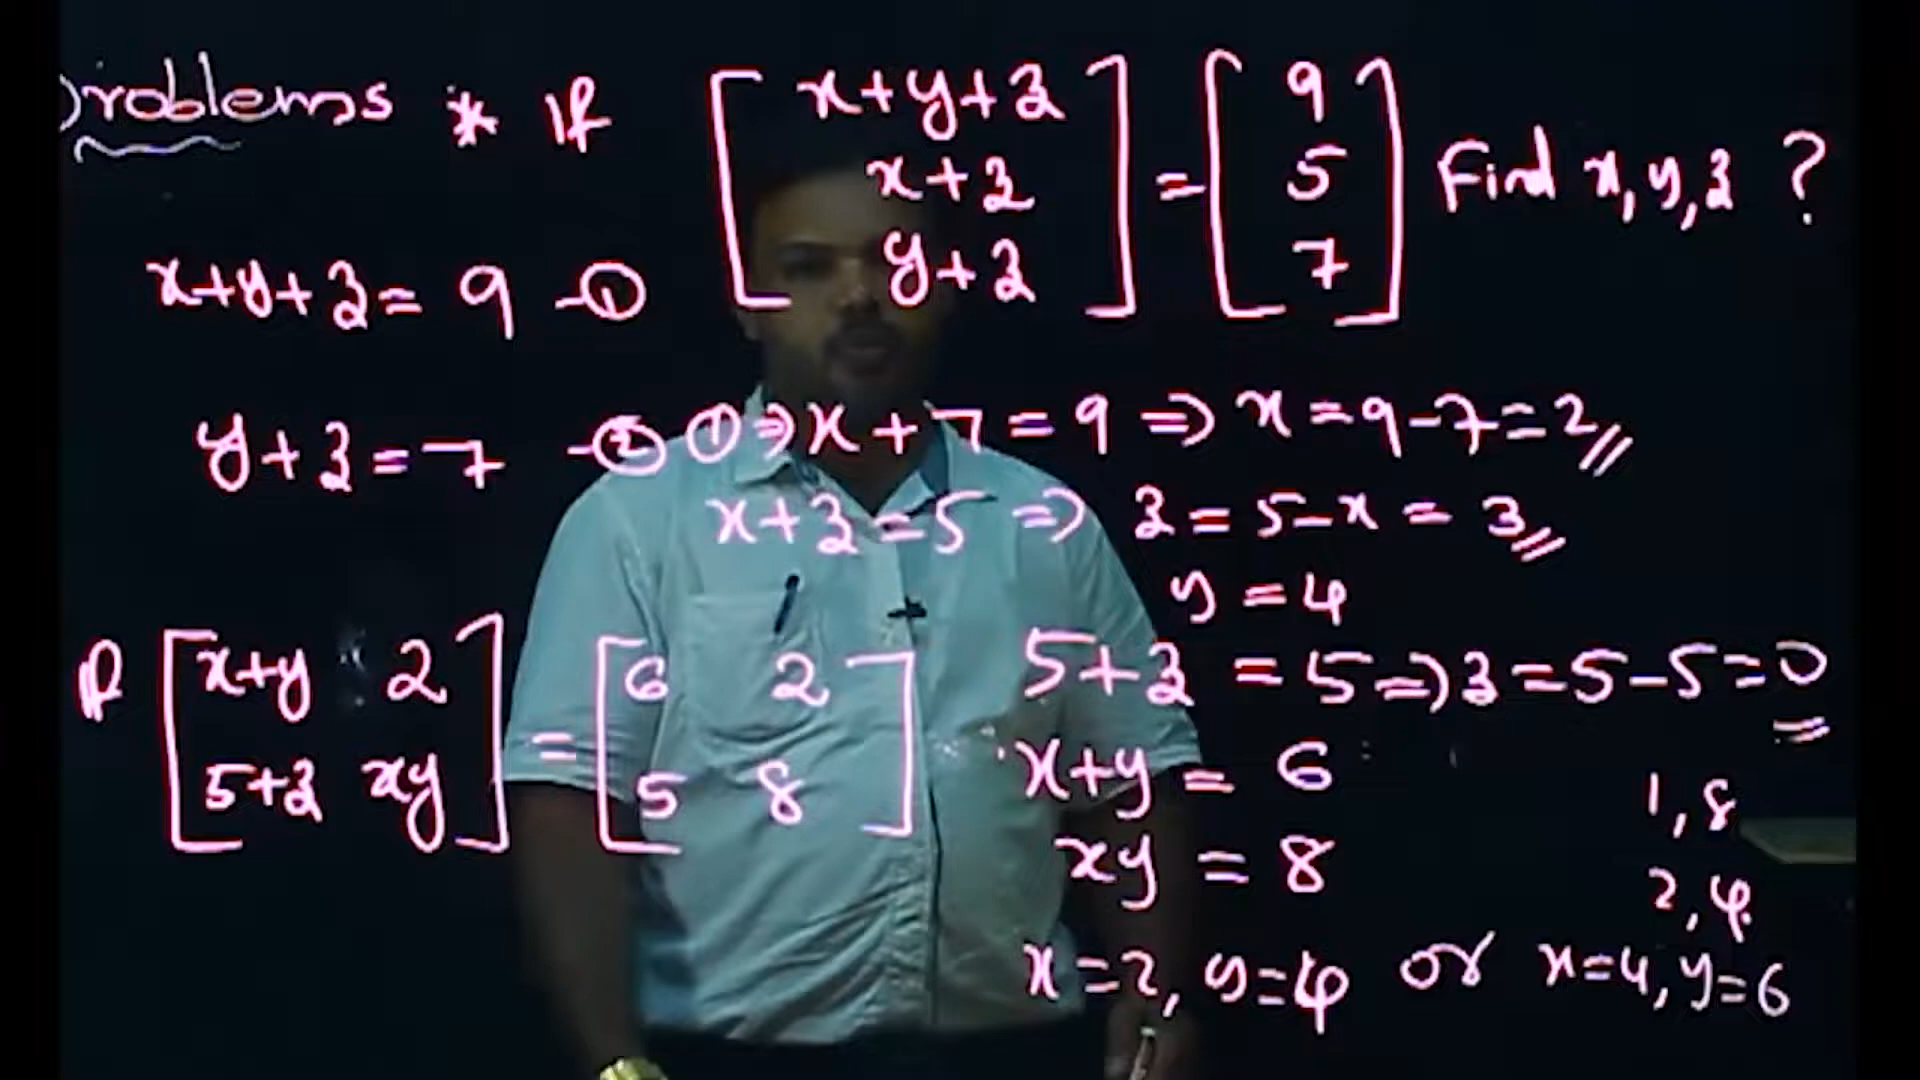 Problems * If [ x+y+z x+z y+z ] = [ 9 5 7 ] Find x, y, z ?
x+y+z = 9 - ①
y+z = 7 - ② ① ⇒ x + 7 = 9 ⇒ x = 9-7 = 2 //
x+z = 5 ⇒ z = 5-x = 3 //
y = 4
If [ x+y 2 5+z xy ] = [ 6 2 5 8 ]
5+z = 5 ⇒ z = 5-5 = 0
x+y = 6
xy = 8
1, 8
2, 4
x = 2, y = 4 or x = 4, y = 6